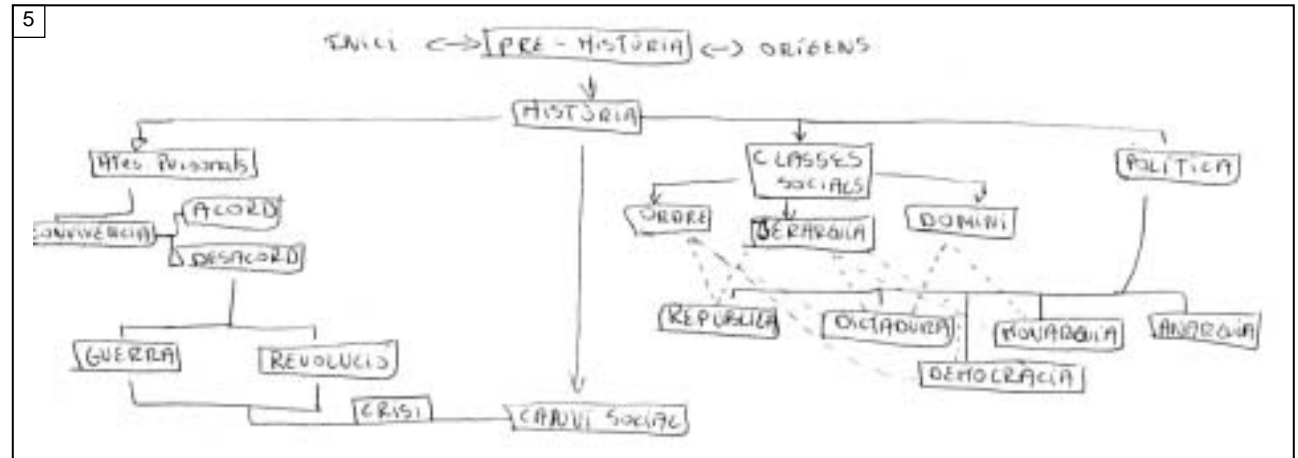 5
INICI <-> PRE-HISTÒRIA <-> ORÍGENS
HISTÒRIA
CLASSES
SOCIALS
POLÍTICA
ACORD
CONVIVÈNCIA
DESACORD
ORDRE
JERARQUIA
DOMINI
REPÚBLICA
DICTADURA
MONARQUIA
ANARQUIA
DEMOCRÀCIA
GUERRA
REVOLUCIÓ
CRISI
CANVI SOCIAL